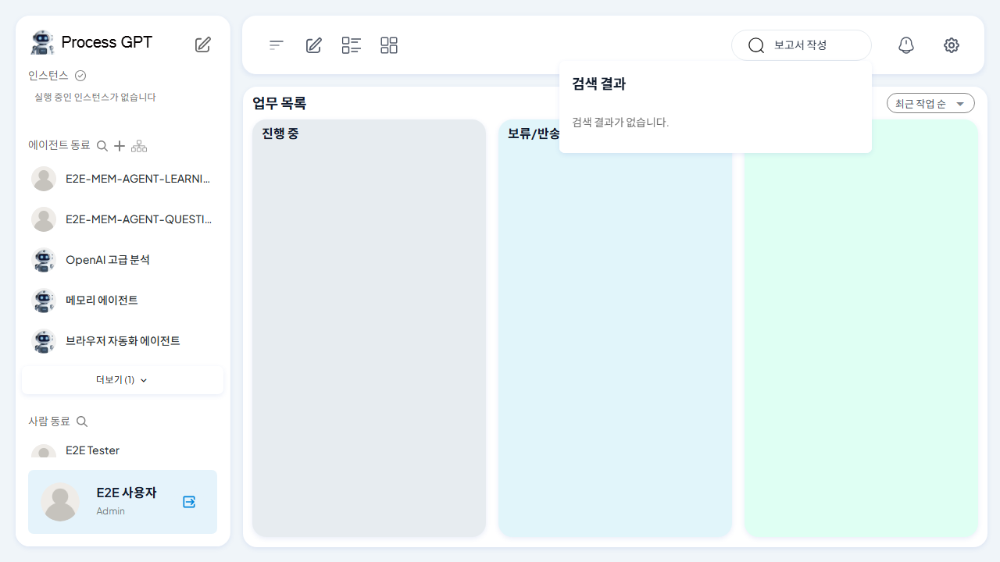 Process GPT
인스턴스
실행 중인 인스턴스가 없습니다
에이전트 동료
E2E-MEM-AGENT-LEARNI...
E2E-MEM-AGENT-QUESTI...
OpenAI 고급 분석
메모리 에이전트
브라우저 자동화 에이전트
더보기 (1)
사람 동료
E2E Tester
E2E 사용자
Admin
보고서 작성
검색 결과
검색 결과가 없습니다.
업무 목록
최근 작업 순
진행 중
보류/반송